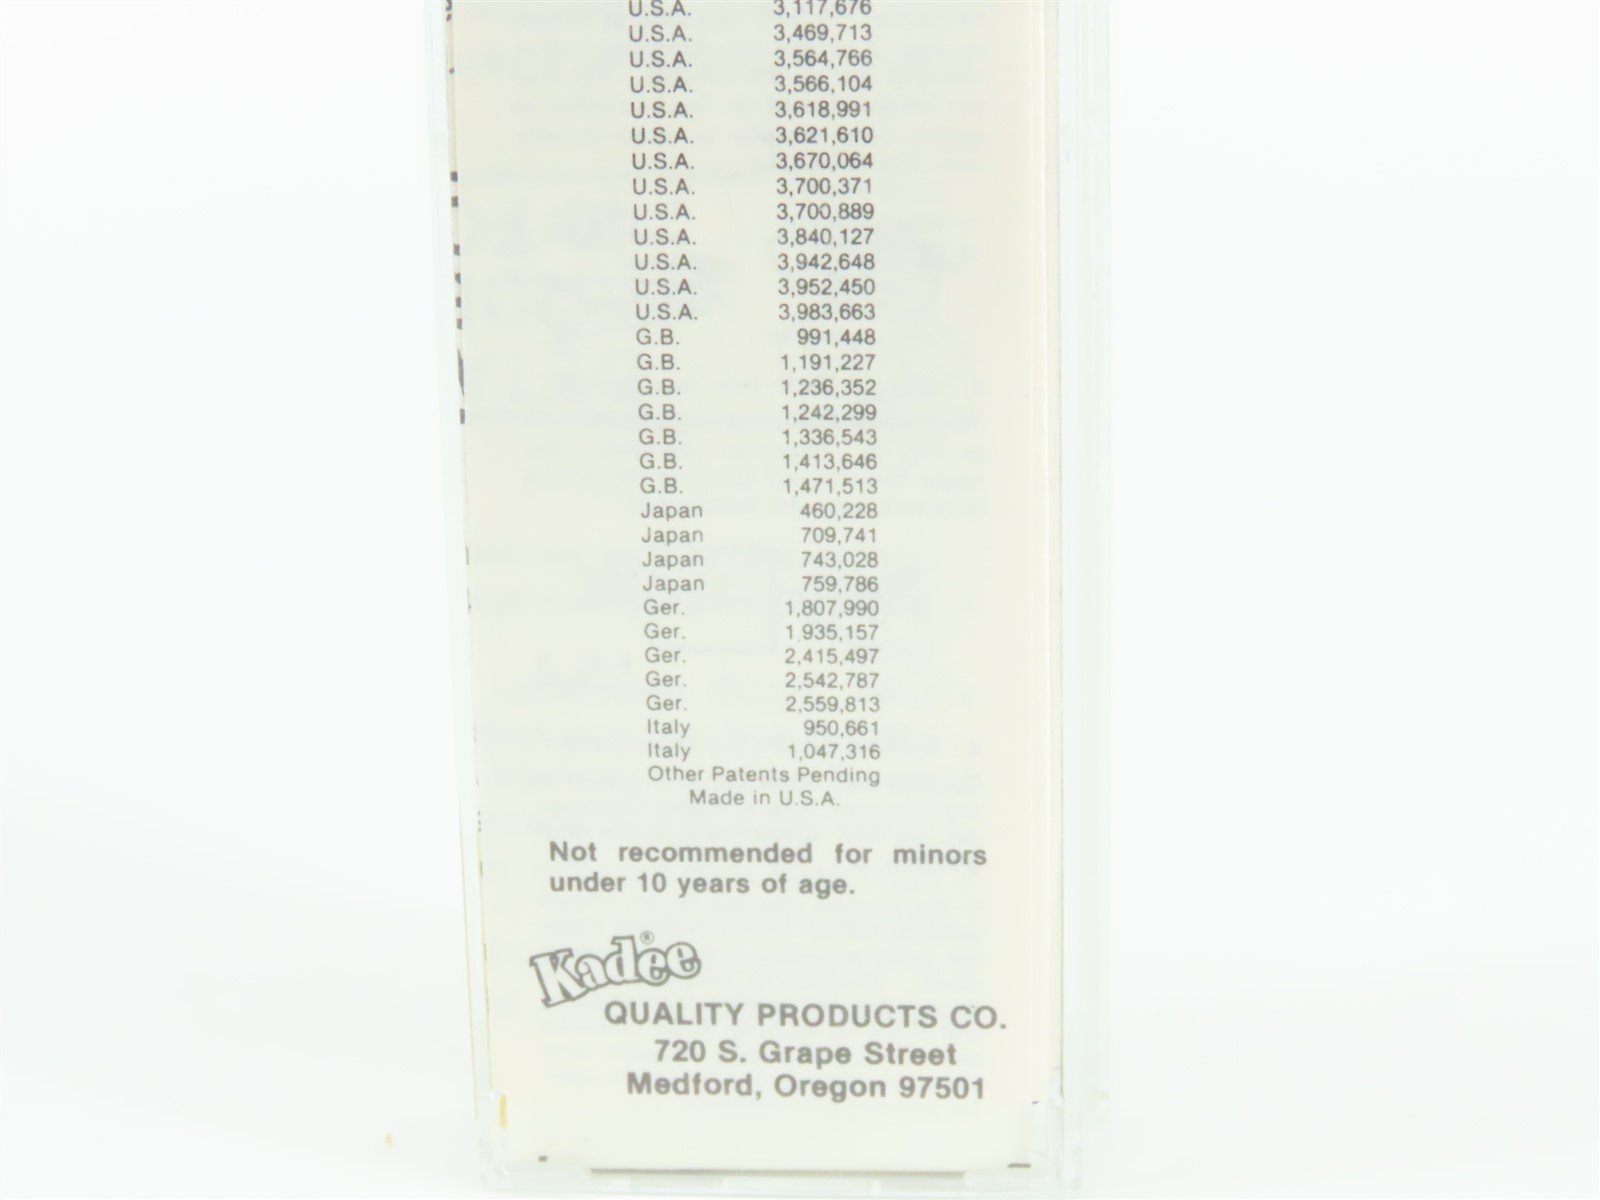 U.S.A. 3,117,676
U.S.A. 3,469,713
U.S.A. 3,564,766
U.S.A. 3,566,104
U.S.A. 3,618,991
U.S.A. 3,621,610
U.S.A. 3,670,064
U.S.A. 3,700,371
U.S.A. 3,700,889
U.S.A. 3,840,127
U.S.A. 3,942,648
U.S.A. 3,952,450
U.S.A. 3,983,663
G.B. 991,448
G.B. 1,191,227
G.B. 1,236,352
G.B. 1,242,299
G.B. 1,336,543
G.B. 1,413,646
G.B. 1,471,513
Japan 460,228
Japan 709,741
Japan 743,028
Japan 759,786
Ger. 1,807,990
Ger. 1,935,157
Ger. 2,415,497
Ger. 2,542,787
Ger. 2,559,813
Italy 950,661
Italy 1,047,316
Other Patents Pending
Made in U.S.A.
Not recommended for minors
under 10 years of age.
Kadee®
QUALITY PRODUCTS CO.
720 S. Grape Street
Medford, Oregon 97501